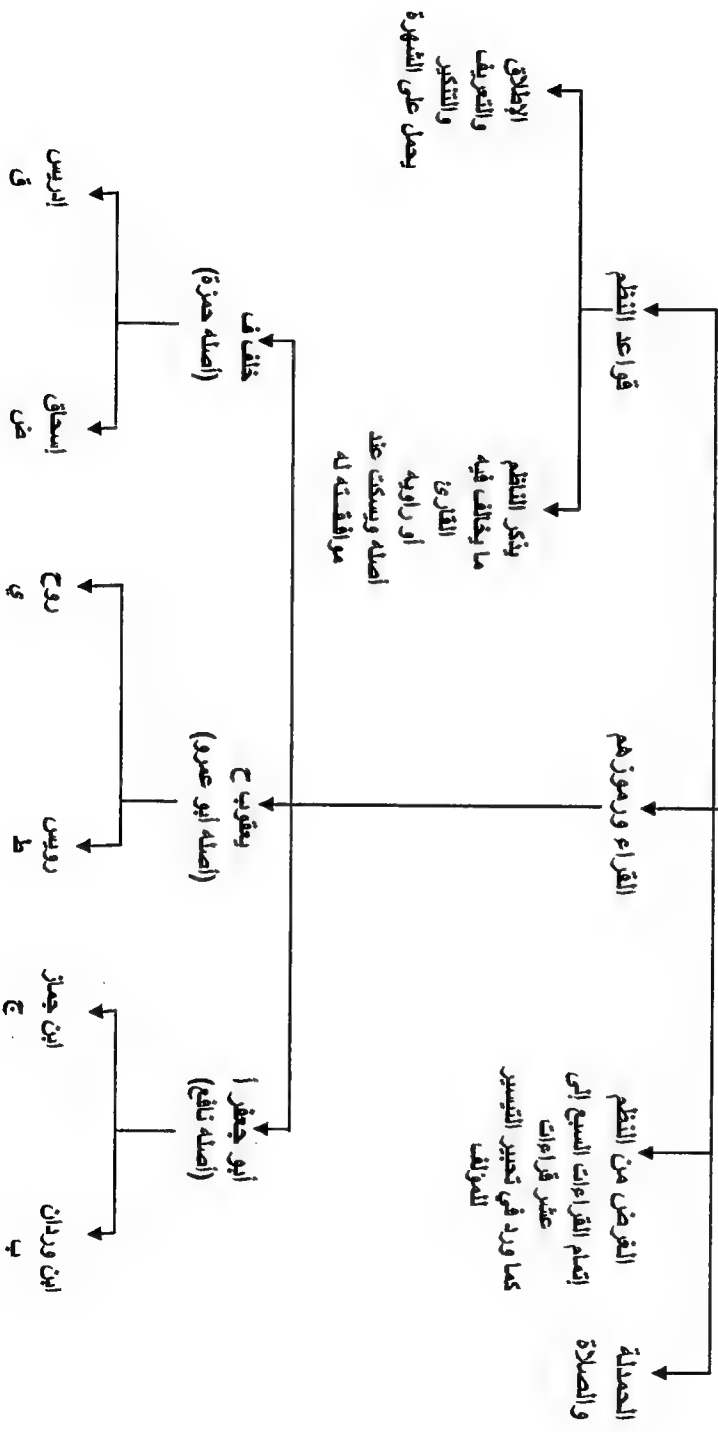 الحمدلة
والصلاة
الغرض من النظم
إتمام القراءات السبع إلى
عشر قراءات
كما ورد في تحبير التيسير
للمؤلف
القراء ورموزهم
قواعد النظم
أبو جعفر أ
(أصله نافع)
ابن وردان
ب
ابن جماز
ج
يعقوب ح
(أصله أبو عمرو)
رويس
ط
روح
ي
خلف ف
(أصله حمزة)
إسحاق
ض
إدريس
ق
يذكر الناظم
ما يخالف فيه
القارئ
أو راويه
أصله ويسكت عند
موافقته له
الإطلاق
والتعريف
والتنكير
يحمل على الشهرة